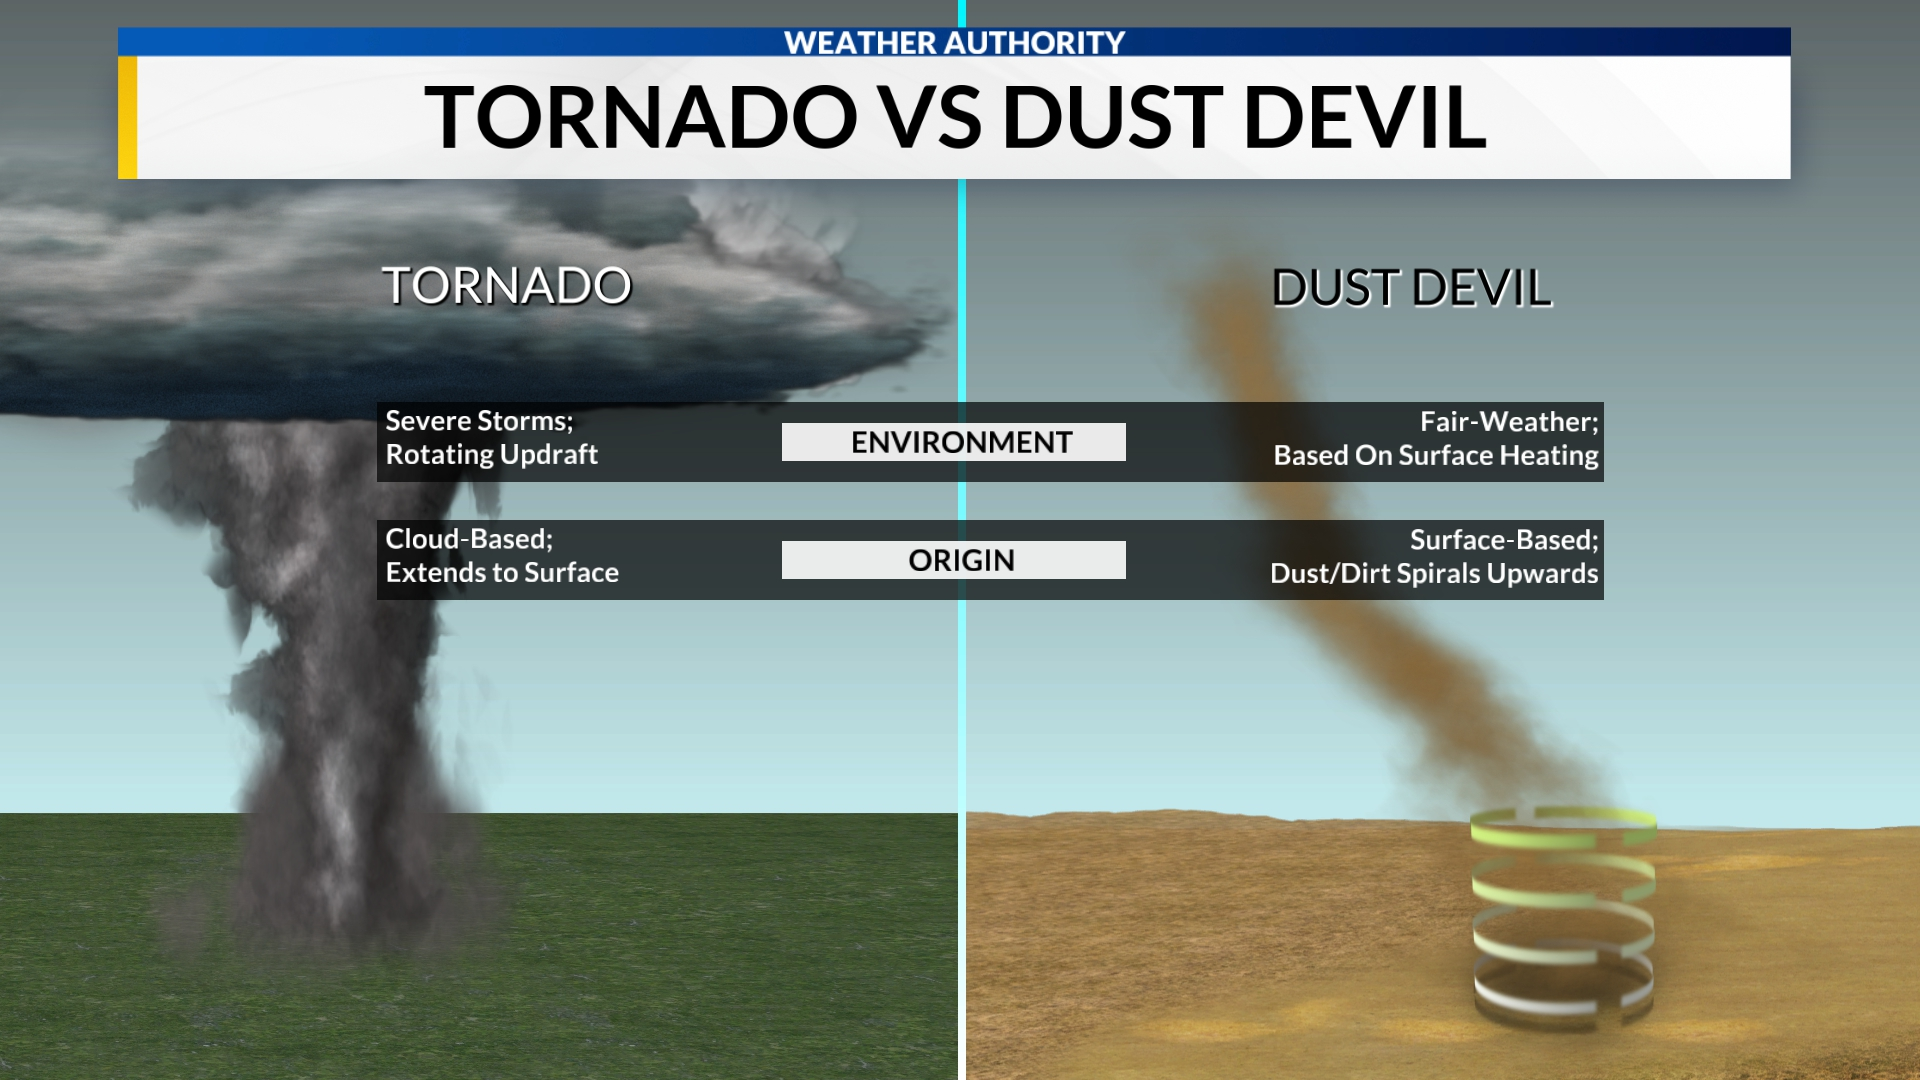 WEATHER AUTHORITY
TORNADO VS DUST DEVIL
TORNADO
DUST DEVIL
Severe Storms;
Rotating Updraft
ENVIRONMENT
Fair-Weather;
Based On Surface Heating
Cloud-Based;
Extends to Surface
ORIGIN
Surface-Based;
Dust/Dirt Spirals Upwards